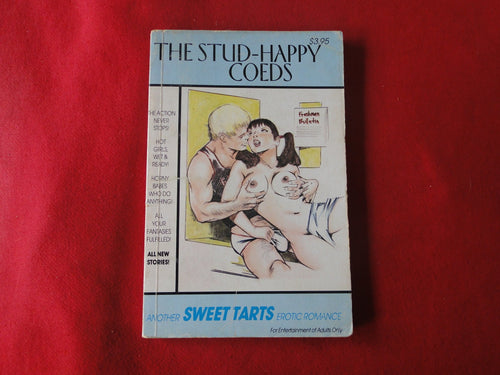 $3.95
THE STUD-HAPPY
COEDS
Freshmen
Bulletin
THE ACTION
NEVER
STOPS!
HOT
GIRLS,
WET &
READY!
HORNY
BABES
WHO DO
ANYTHING!
ALL
YOUR
FANTASIES
FULFILLED!
ALL NEW
STORIES!
ANOTHER SWEET TARTS EROTIC ROMANCE
For Entertainment of Adults Only